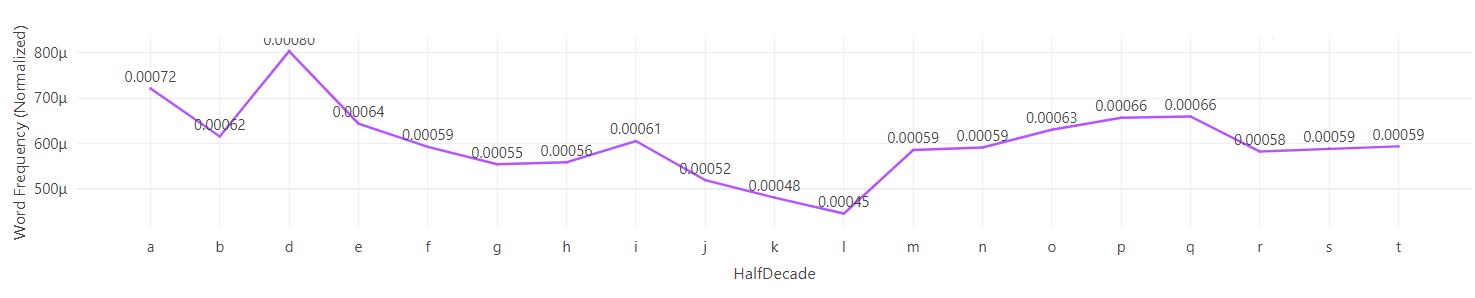 Word Frequency (Normalized)
800µ
700µ
600µ
500µ
0.00072
0.00062
0.00080
0.00064
0.00059
0.00055
0.00056
0.00061
0.00052
0.00048
0.00045
0.00059
0.00059
0.00063
0.00066
0.00066
0.00058
0.00059
0.00059
a b d e f g h i j k l m n o p q r s t
HalfDecade